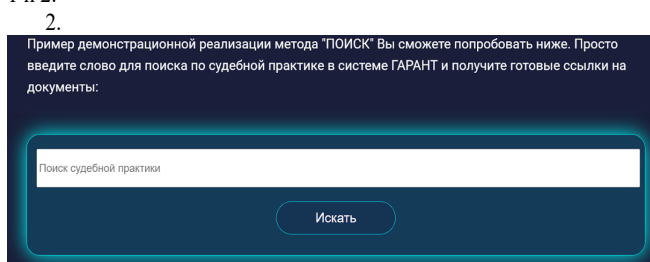 2.
Пример демонстрационной реализации метода "ПОИСК" Вы сможете попробовать ниже. Просто
введите слово для поиска по судебной практике в системе ГАРАНТ и получите готовые ссылки на
документы:
Поиск судебной практики
Искать